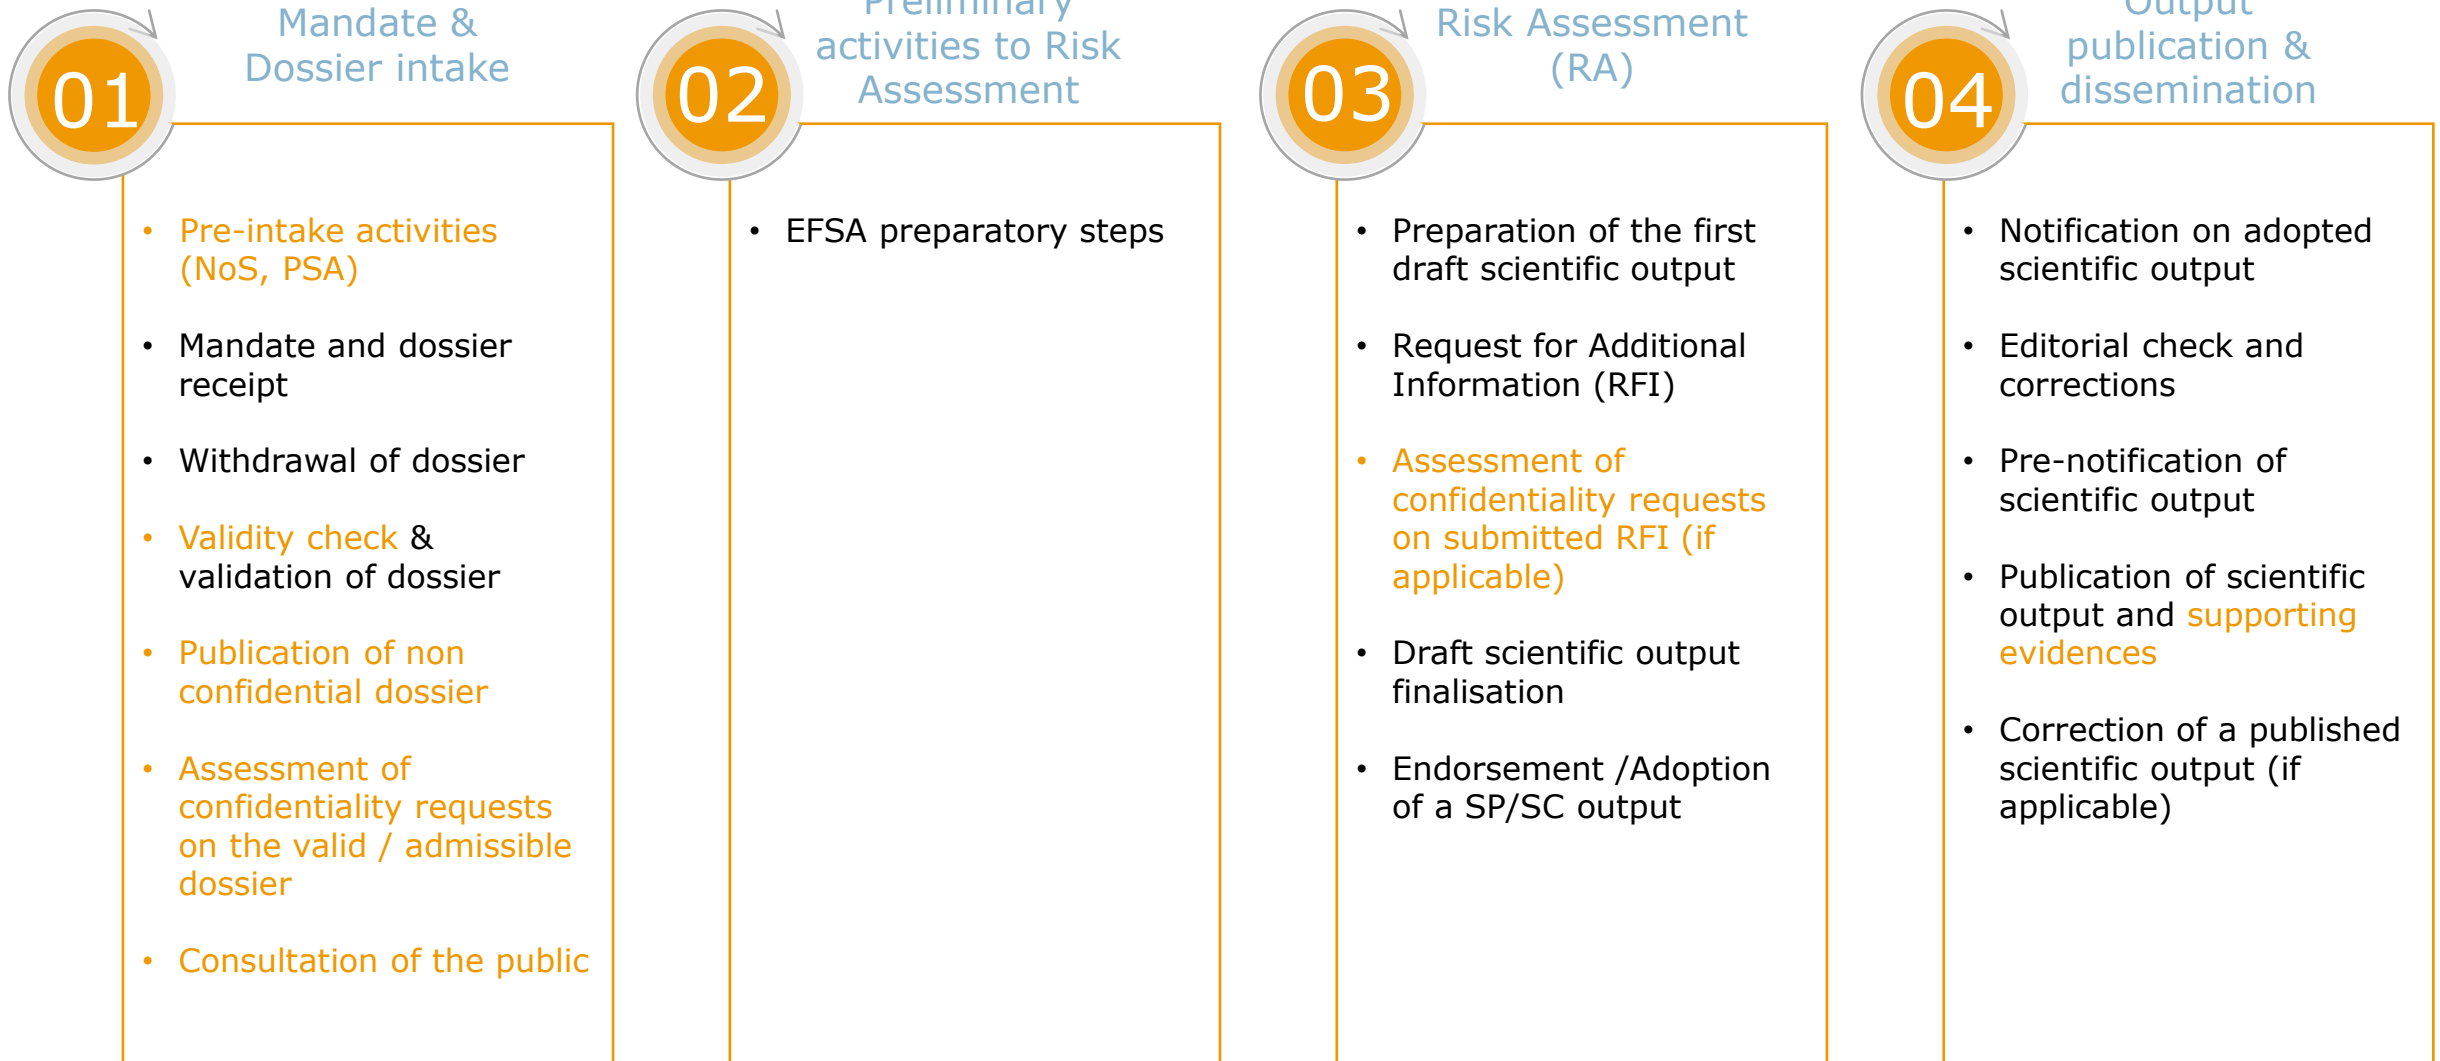 01
Mandate &
Dossier intake
• Pre-intake activities
(NoS, PSA)
• Mandate and dossier
receipt
• Withdrawal of dossier
• Validity check &
validation of dossier
• Publication of non
confidential dossier
• Assessment of
confidentiality requests
on the valid / admissible
dossier
• Consultation of the public
02
Preliminary
activities to Risk
Assessment
• EFSA preparatory steps
03
Risk Assessment
(RA)
• Preparation of the first
draft scientific output
• Request for Additional
Information (RFI)
• Assessment of
confidentiality requests
on submitted RFI (if
applicable)
• Draft scientific output
finalisation
• Endorsement /Adoption
of a SP/SC output
04
Output
publication &
dissemination
• Notification on adopted
scientific output
• Editorial check and
corrections
• Pre-notification of
scientific output
• Publication of scientific
output and supporting
evidences
• Correction of a published
scientific output (if
applicable)